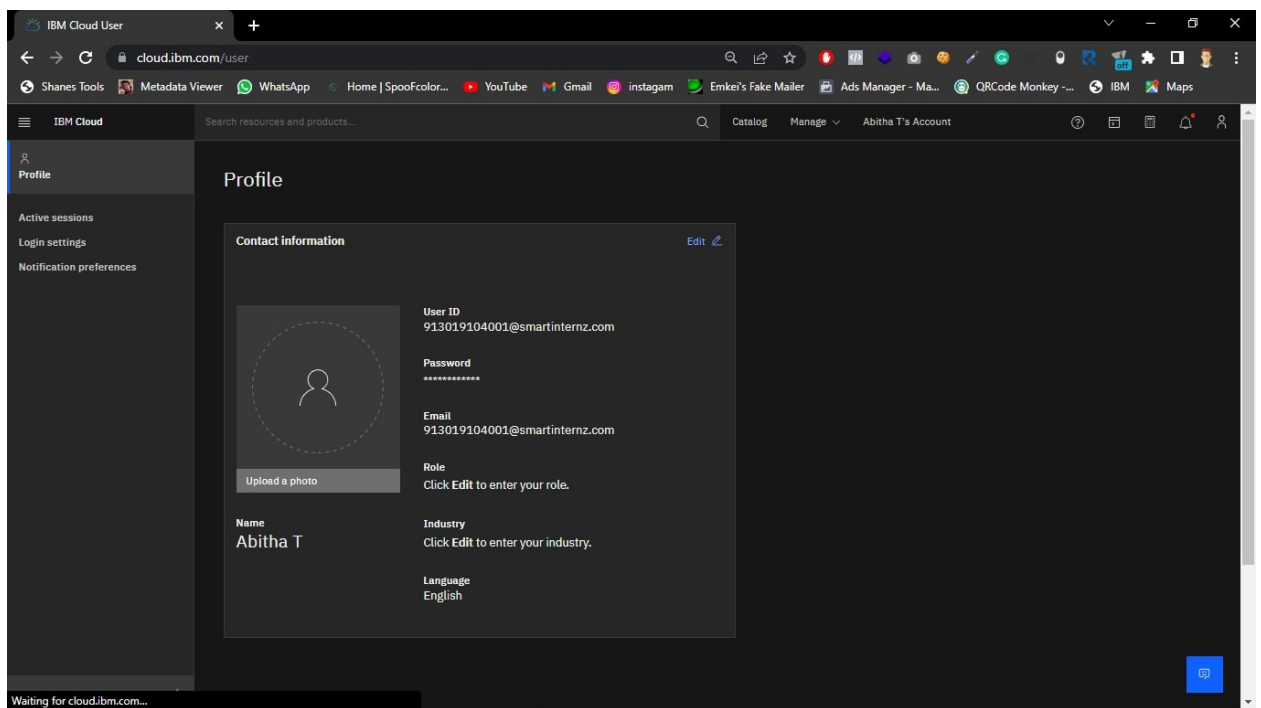 IBM Cloud User
cloud.ibm.com/user
Shanes Tools Metadata Viewer WhatsApp Home | SpooFcolor... YouTube Gmail instagam Emkei's Fake Mailer Ads Manager - Ma... QRCode Monkey -... IBM Maps
off
IBM Cloud Search resources and products... Catalog Manage Abitha T's Account
Profile
Active sessions
Login settings
Notification preferences
Profile
Contact information Edit
User ID
913019104001@smartinternz.com
Password
************
Email
913019104001@smartinternz.com
Role
Click Edit to enter your role.
Upload a photo
Name
Abitha T
Industry
Click Edit to enter your industry.
Language
English
Waiting for cloud.ibm.com...